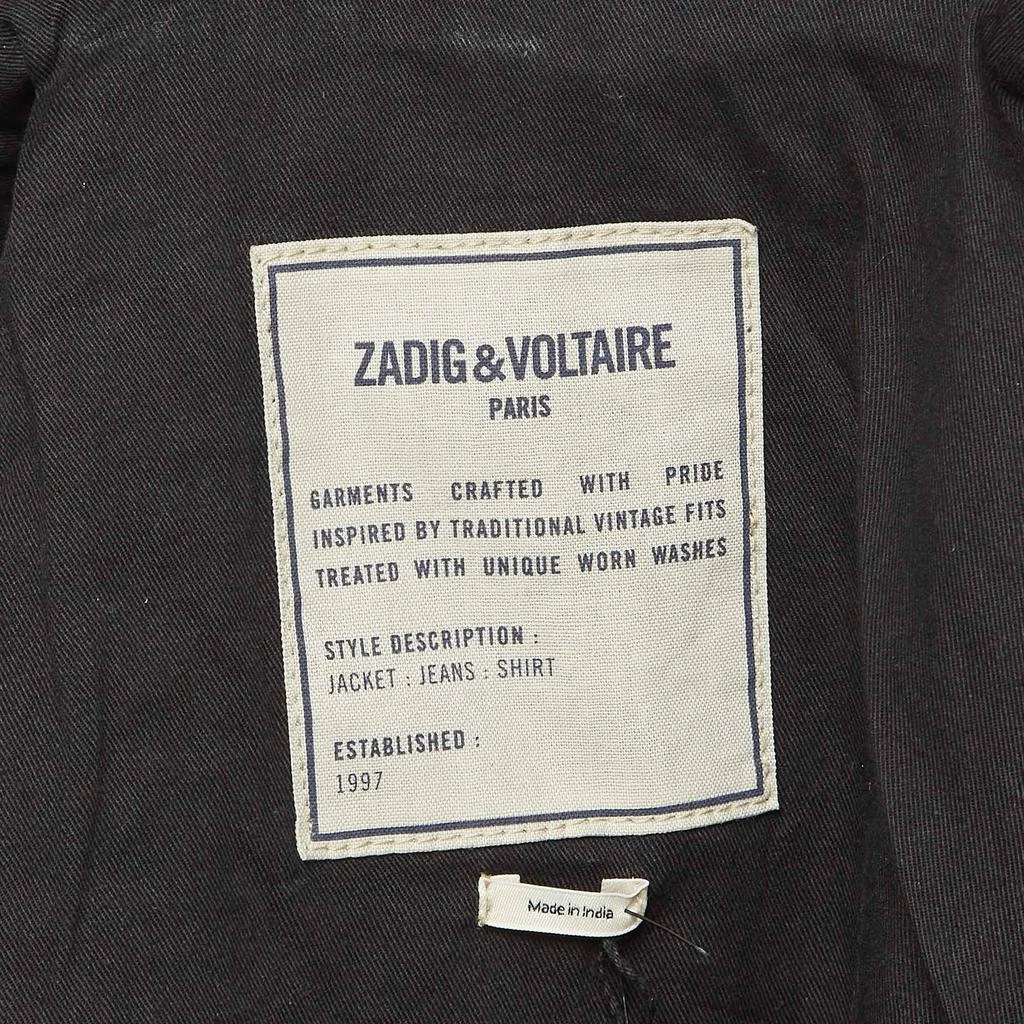 ZADIG&VOLTAIRE
PARIS
GARMENTS CRAFTED WITH PRIDE
INSPIRED BY TRADITIONAL VINTAGE FITS
TREATED WITH UNIQUE WORN WASHES
STYLE DESCRIPTION :
JACKET : JEANS : SHIRT
ESTABLISHED :
1997
Made in India